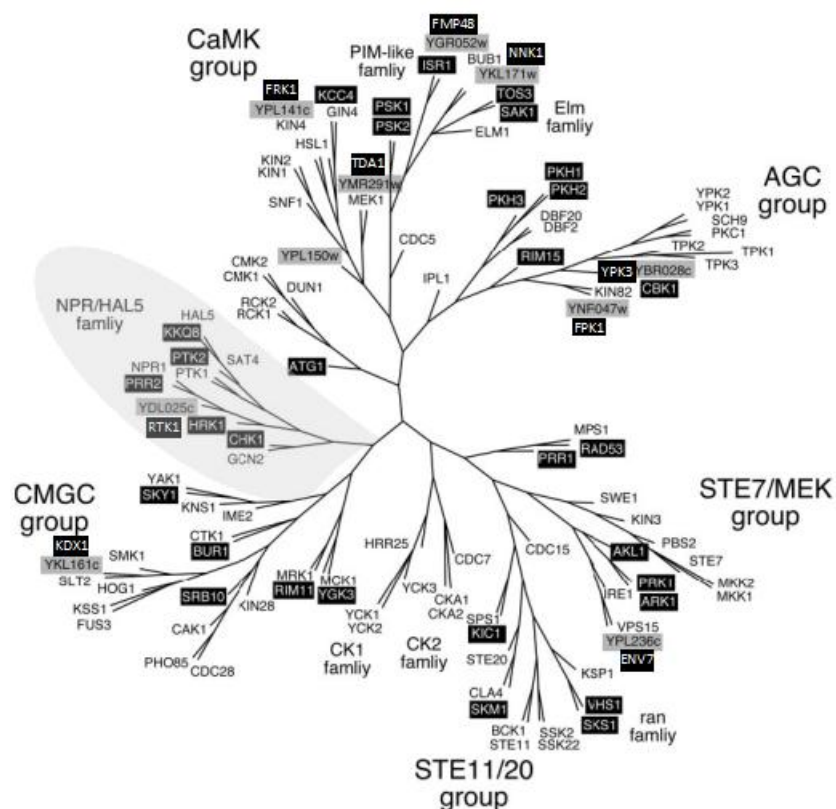 CaMK
group
PIM-like
famliy
FMP48
YGR052w
ISR1
BUB1
NNK1
YKL171w
TOS3
SAK1
ELM1
Elm
famliy
FRK1
YPL141c
KIN4
KCC4
GIN4
PSK1
PSK2
HSL1
KIN2
KIN1
TDA1
YMR291w
MEK1
SNF1
CDC5
YPL150w
IPL1
PKH1
PKH2
PKH3
DBF20
DBF2
RIM15
AGC
group
YPK2
YPK1
SCH9
PKC1
TPK2
TPK1
TPK3
YPK3
YBR028c
CBK1
KIN82
YNF047w
FPK1
CMK2
CMK1
DUN1
RCK2
RCK1
ATG1
NPR/HAL5
famliy
HAL5
KKQ8
PTK2
SAT4
NPR1
PTK1
PRR2
YDL025c
RTK1
HRK1
CHK1
GCN2
MPS1
RAD53
PRR1
CMGC
group
YAK1
SKY1
KNS1
IME2
CTK1
BUR1
KDX1
YKL161c
SMK1
SLT2
HOG1
KSS1
FUS3
SRB10
KIN28
CAK1
PHO85
CDC28
MRK1
RIM11
MCK1
YGK3
HRR25
YCK1
YCK2
CK1
famliy
YCK3
CDC7
CKA1
CKA2
CK2
famliy
STE7/MEK
group
SWE1
KIN3
PBS2
STE7
MKK2
MKK1
AKL1
PRK1
ARK1
IRE1
VPS15
YPL236c
ENV7
CDC15
SPS1
KIC1
STE20
CLA4
SKM1
KSP1
VHS1
SKS1
ran
famliy
BCK1
STE11
SSK2
SSK22
STE11/20
group